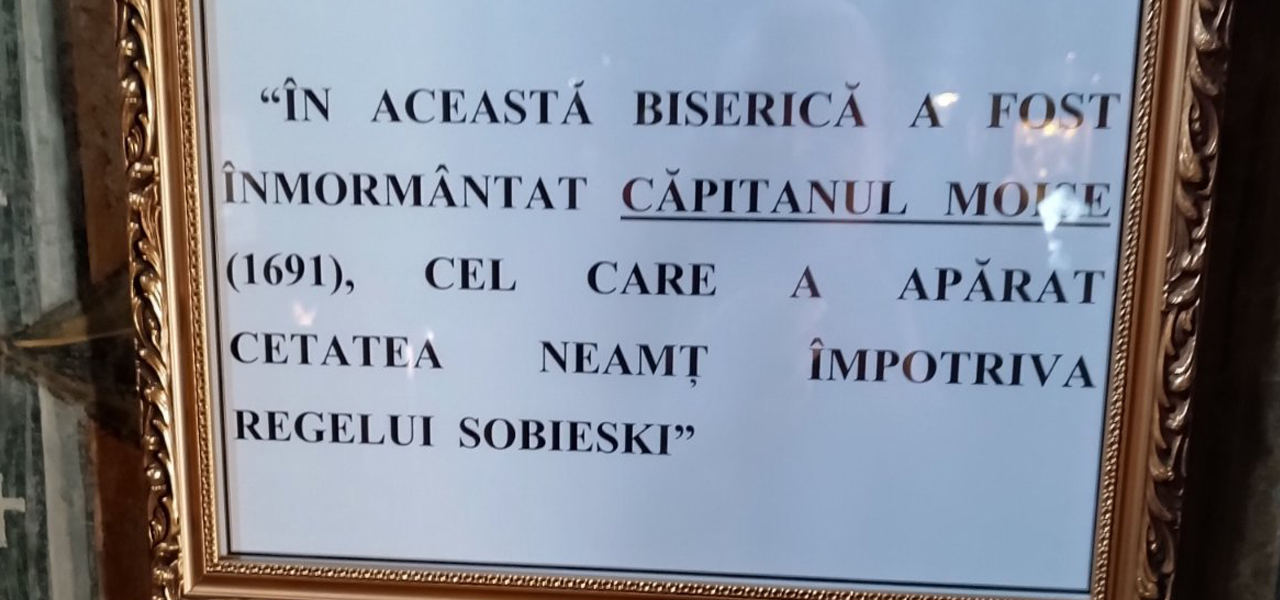 “ÎN ACEASTĂ BISERICĂ A FOST
ÎNMORMÂNTAT CĂPITANUL MOISE
(1691), CEL CARE A APĂRAT
CETATEA NEAMȚ ÎMPOTRIVA
REGELUI SOBIESKI”